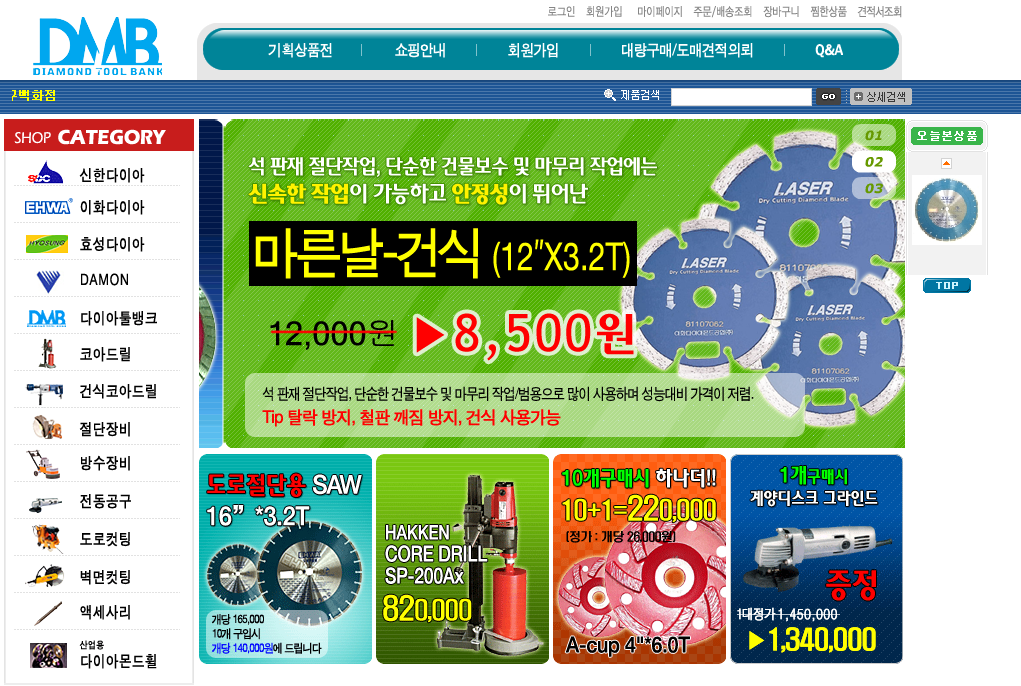 로그인 회원가입 마이페이지 주문/배송조회 장바구니 찜한상품 견적서조회
DMB
DIAMOND TOOL BANK
기획상품전 쇼핑안내 회원가입 대량구매/도매견적의뢰 Q&A
백화점 제품검색 GO 상세검색
SHOP CATEGORY
신한다이아
EHWA 이화다이아
HYOSUNG 효성다이아
DAMON
DMB 다이아툴뱅크
코아드릴
건식코아드릴
절단장비
방수장비
전동공구
도로컷팅
벽면컷팅
액세사리
산업용
다이아몬드휠
01
02
03
석 판재 절단작업, 단순한 건물보수 및 마무리 작업에는
신속한 작업이 가능하고 안정성이 뛰어난
마른날-건식 (12"X3.2T)
12,000원 ▶8,500원
석 판재 절단작업, 단순한 건물보수 및 마무리 작업/범용으로 많이 사용하며 성능대비 가격이 저렴.
Tip 탈락 방지, 철판 깨짐 방지, 건식 사용가능
LASER
Dry Cutting Diamond Blade
LASER
Dry Cutting Diamond Blade
LASER
Dry Cutting Diamond Blade
B1107082
B1107082
오늘본상품
TOP
도로절단용 SAW
16” *3.2T
개당 165,000
10개 구입시
개당 140,000원에 드립니다
HAKKEN
CORE DRILL
SP-200Ax
820,000
10개구매시 하나더!!
10+1=220,000
(정가 : 개당 26,000원)
A-cup 4"*6.0T
1개구매시
계양디스크 그라인드
증정
1대정가 1,450,000
▶1,340,000